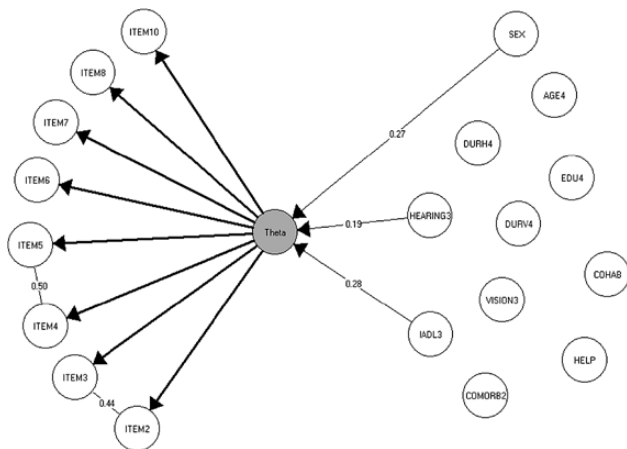 ITEM10
SEX
ITEM8
AGE4
ITEM7
0.27
DURH4
ITEM6
EDU4
HEARING3
0.19
Theta
DURV4
ITEM5
COHAB
0.50
0.28
VISION3
ITEM4
IADL3
HELP
ITEM3
COMORB2
0.44
ITEM2